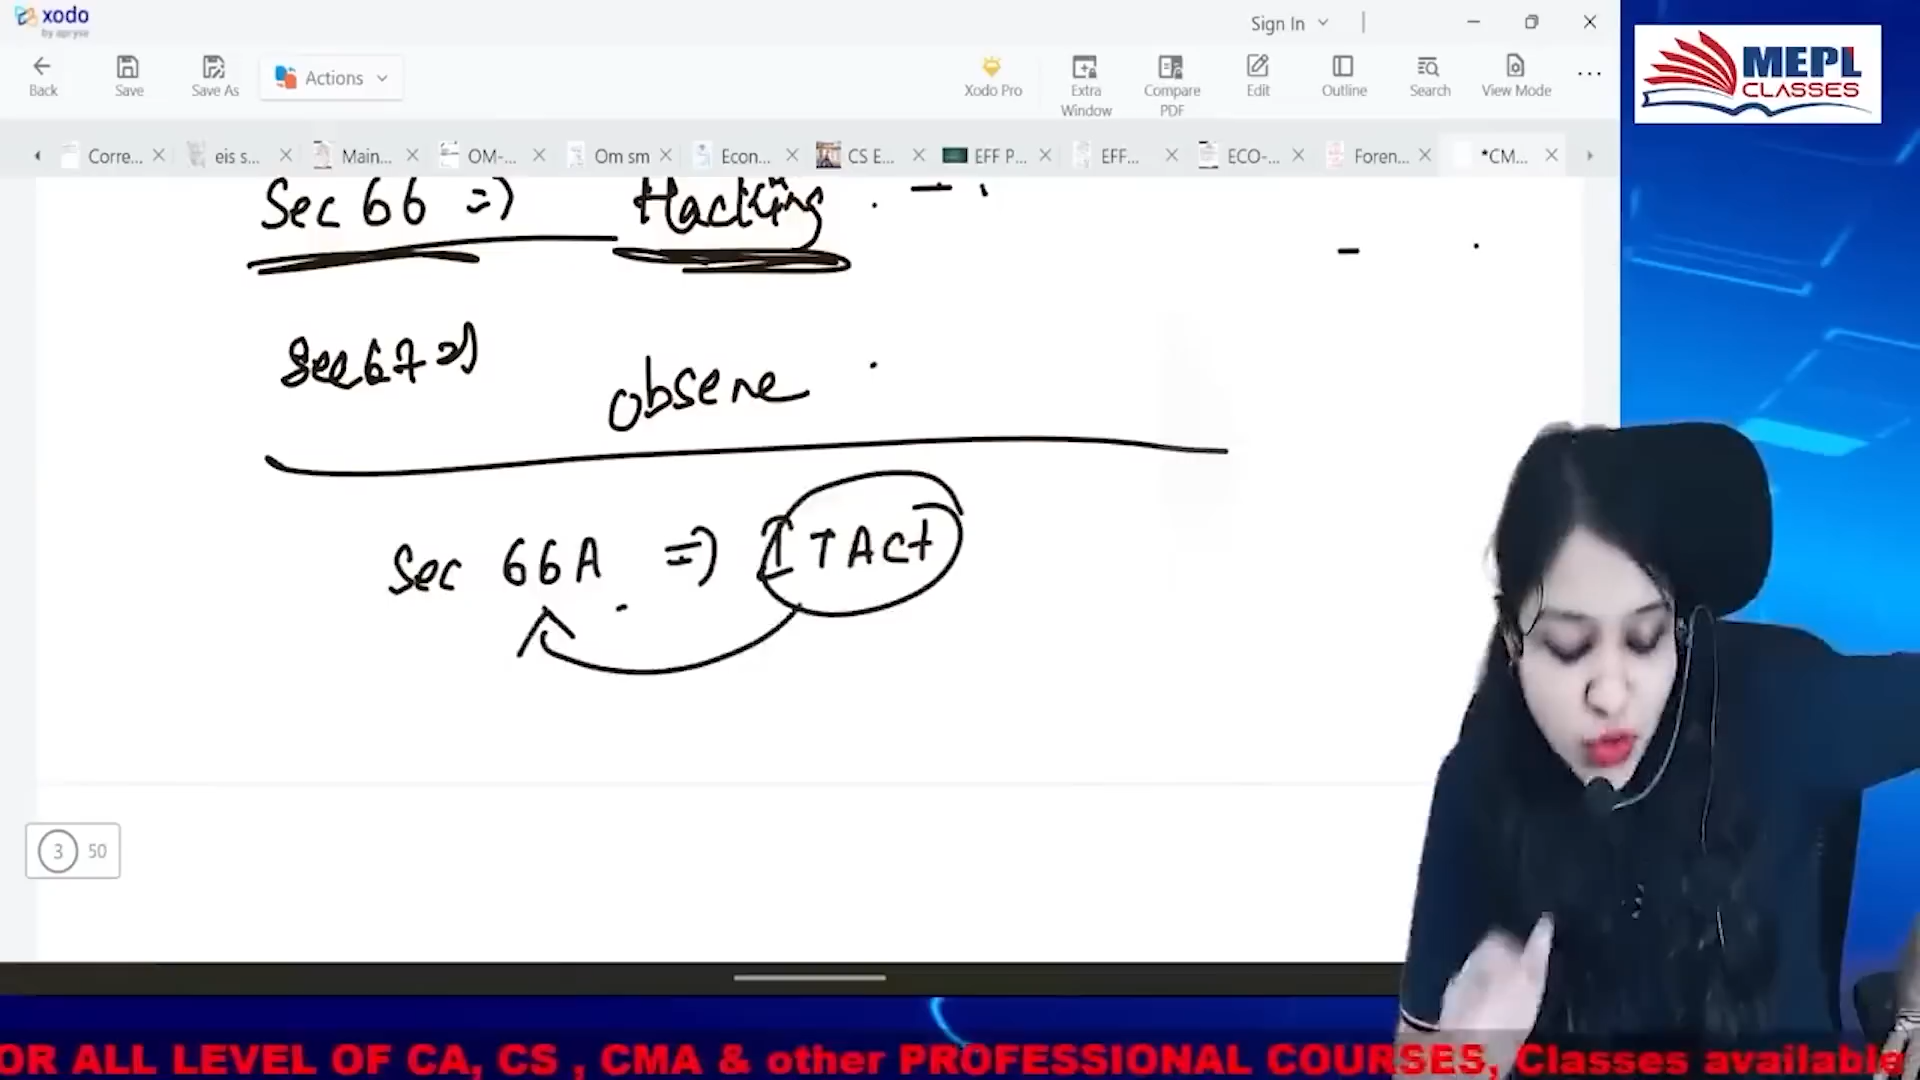 xodo
by apryse
Sign In
Back
Save
Save As
Actions
Xodo Pro
Extra Window
Compare PDF
Edit
Outline
Search
View Mode
MEPL
CLASSES
Corre...
eis s...
Main...
OM-...
Om sm
Econ...
CS E...
EFF P...
EFF...
ECO-...
Foren...
*CM...
Sec 66 => Hacking
Sec 67 =>
obsene
Sec 66A => IT Act
3 50
OR ALL LEVEL OF CA, CS , CMA & other PROFESSIONAL COURSES, Classes available